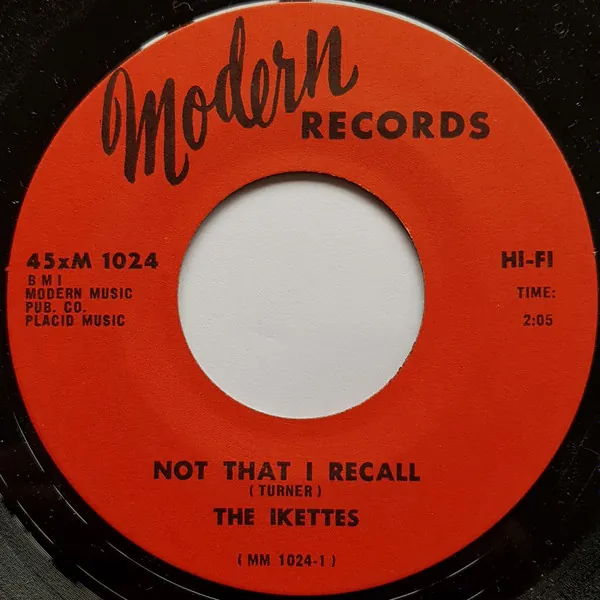 Modern
RECORDS
45xM 1024
B M I
MODERN MUSIC
PUB. CO.
PLACID MUSIC
HI-FI
TIME:
2:05
NOT THAT I RECALL
( TURNER )
THE IKETTES
( MM 1024-1 )